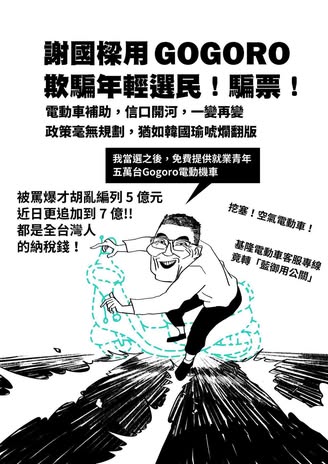 謝國樑用GOGORO
欺騙年輕選民！騙票！
電動車補助，信口開河，一變再變
政策毫無規劃，猶如韓國瑜唬爛翻版
我當選之後，免費提供就業青年
五萬台Gogoro電動機車
被罵爆才胡亂編列 5 億元
近日更追加到 7 億!!
都是全台灣人
的納稅錢！
挖塞！空氣電動車！
基隆電動車客服專線
竟轉「藍御用公關」